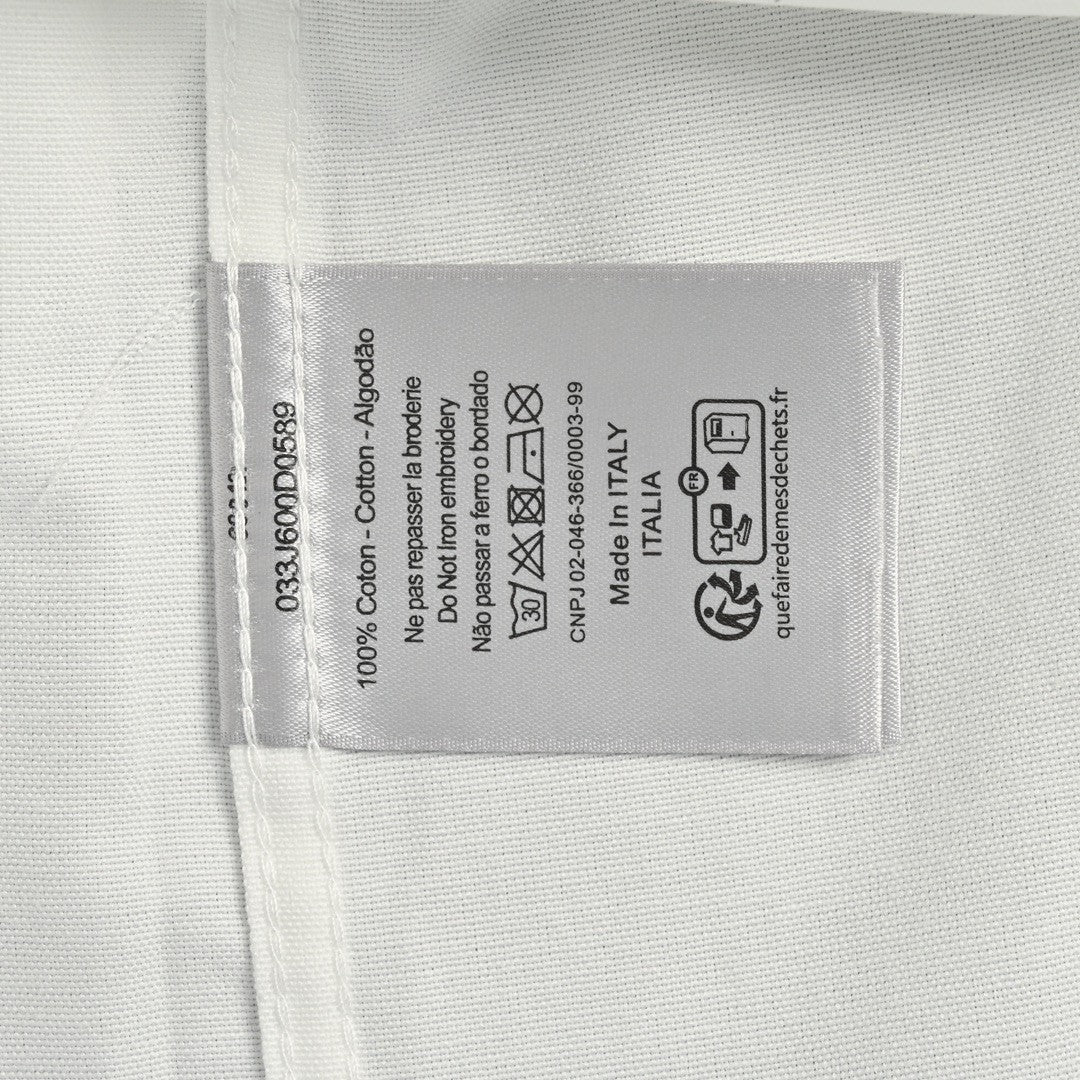 033J600D0589
100% Coton - Cotton - Algodão
Ne pas repasser la broderie
Do Not Iron embroidery
Não passar a ferro o bordado
30
CNPJ 02-046-366/0003-99
Made In ITALY
ITALIA
FR
quefairedemesdechets.fr